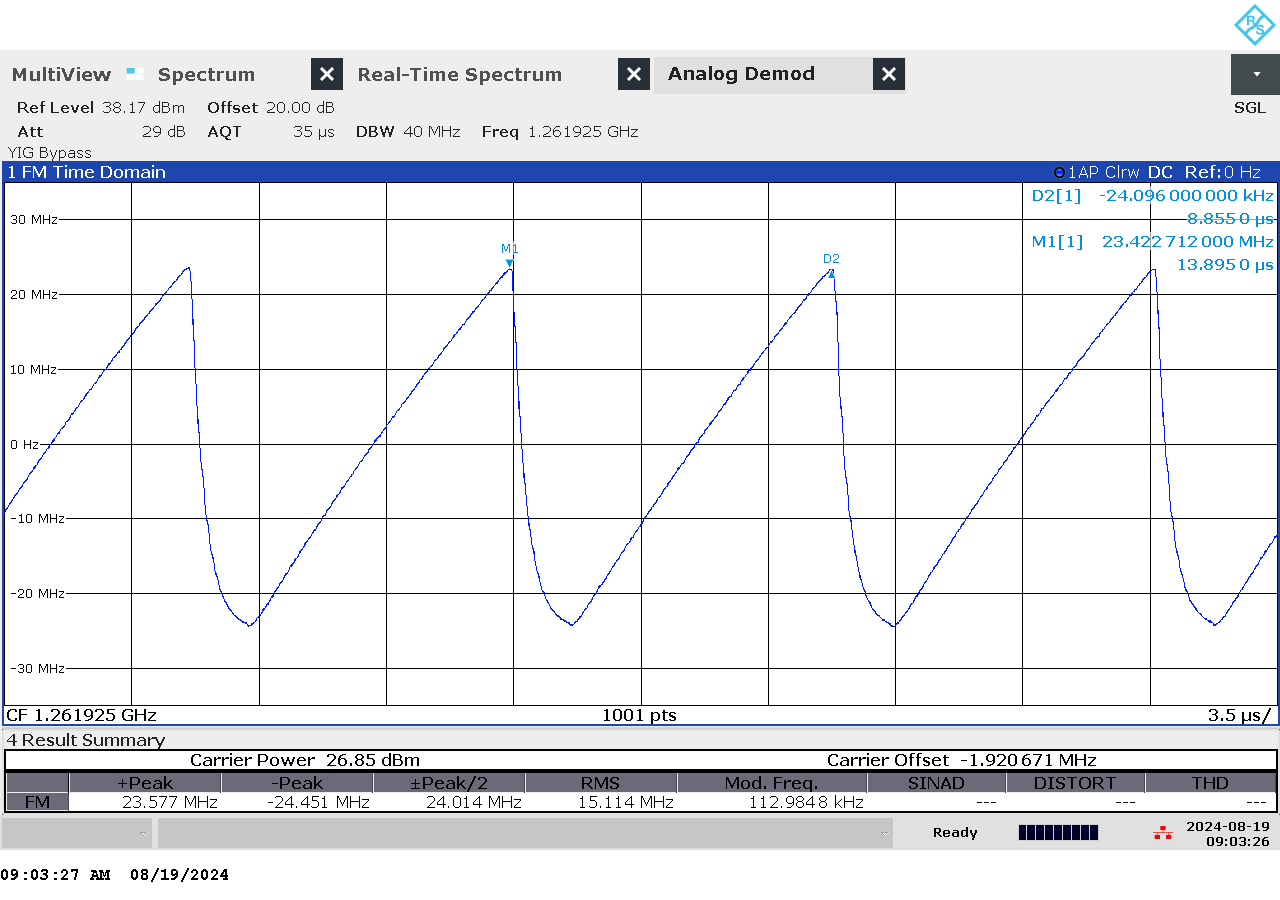 R S
MultiView Spectrum Real-Time Spectrum Analog Demod
Ref Level 38.17 dBm Offset 20.00 dB SGL
Att 29 dB AQT 35 µs DBW 40 MHz Freq 1.261925 GHz
YIG Bypass
1 FM Time Domain 1AP Clrw DC Ref: 0 Hz
D2[1] -24.096 000 000 kHz
30 MHz 8.855 0 µs
M1[1] 23.422 712 000 MHz
M1
D2
13.895 0 µs
20 MHz
10 MHz
0 Hz
-10 MHz
-20 MHz
-30 MHz
CF 1.261925 GHz 1001 pts 3.5 µs/
4 Result Summary
Carrier Power 26.85 dBm Carrier Offset -1.920 671 MHz
+Peak -Peak ±Peak/2 RMS Mod. Freq. SINAD DISTORT THD
FM 23.577 MHz -24.451 MHz 24.014 MHz 15.114 MHz 112.984 8 kHz --- --- ---
Ready 2024-08-19
09:03:26
09:03:27 AM 08/19/2024